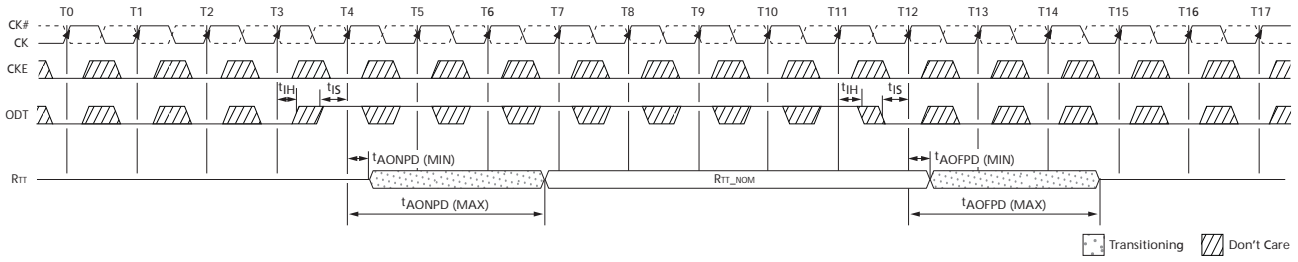 T0 T1 T2 T3 T4 T5 T6 T7 T8 T9 T10 T11 T12 T13 T14 T15 T16 T17
CK#
CK
CKE
tIH tIS tIH tIS
ODT
tAONPD (MIN) tAOFPD (MIN)
RTT RTT_NOM
tAONPD (MAX) tAOFPD (MAX)
Transitioning Don't Care